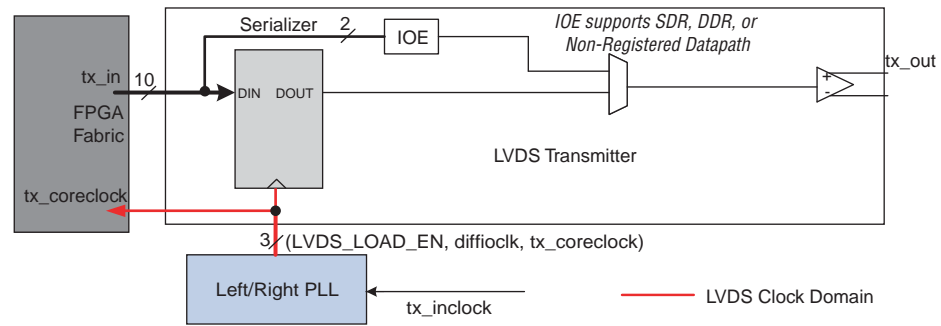 Serializer
2
IOE
IOE supports SDR, DDR, or
Non-Registered Datapath
tx_in
10
FPGA
Fabric
DIN DOUT
+
-
tx_out
LVDS Transmitter
tx_coreclock
3
(LVDS_LOAD_EN, diffioclk, tx_coreclock)
Left/Right PLL
tx_inclock
LVDS Clock Domain